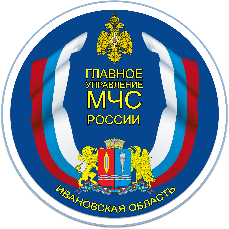 ГЛАВНОЕ
УПРАВЛЕНИЕ
МЧС
РОССИИ
ИВАНОВСКАЯ ОБЛАСТЬ